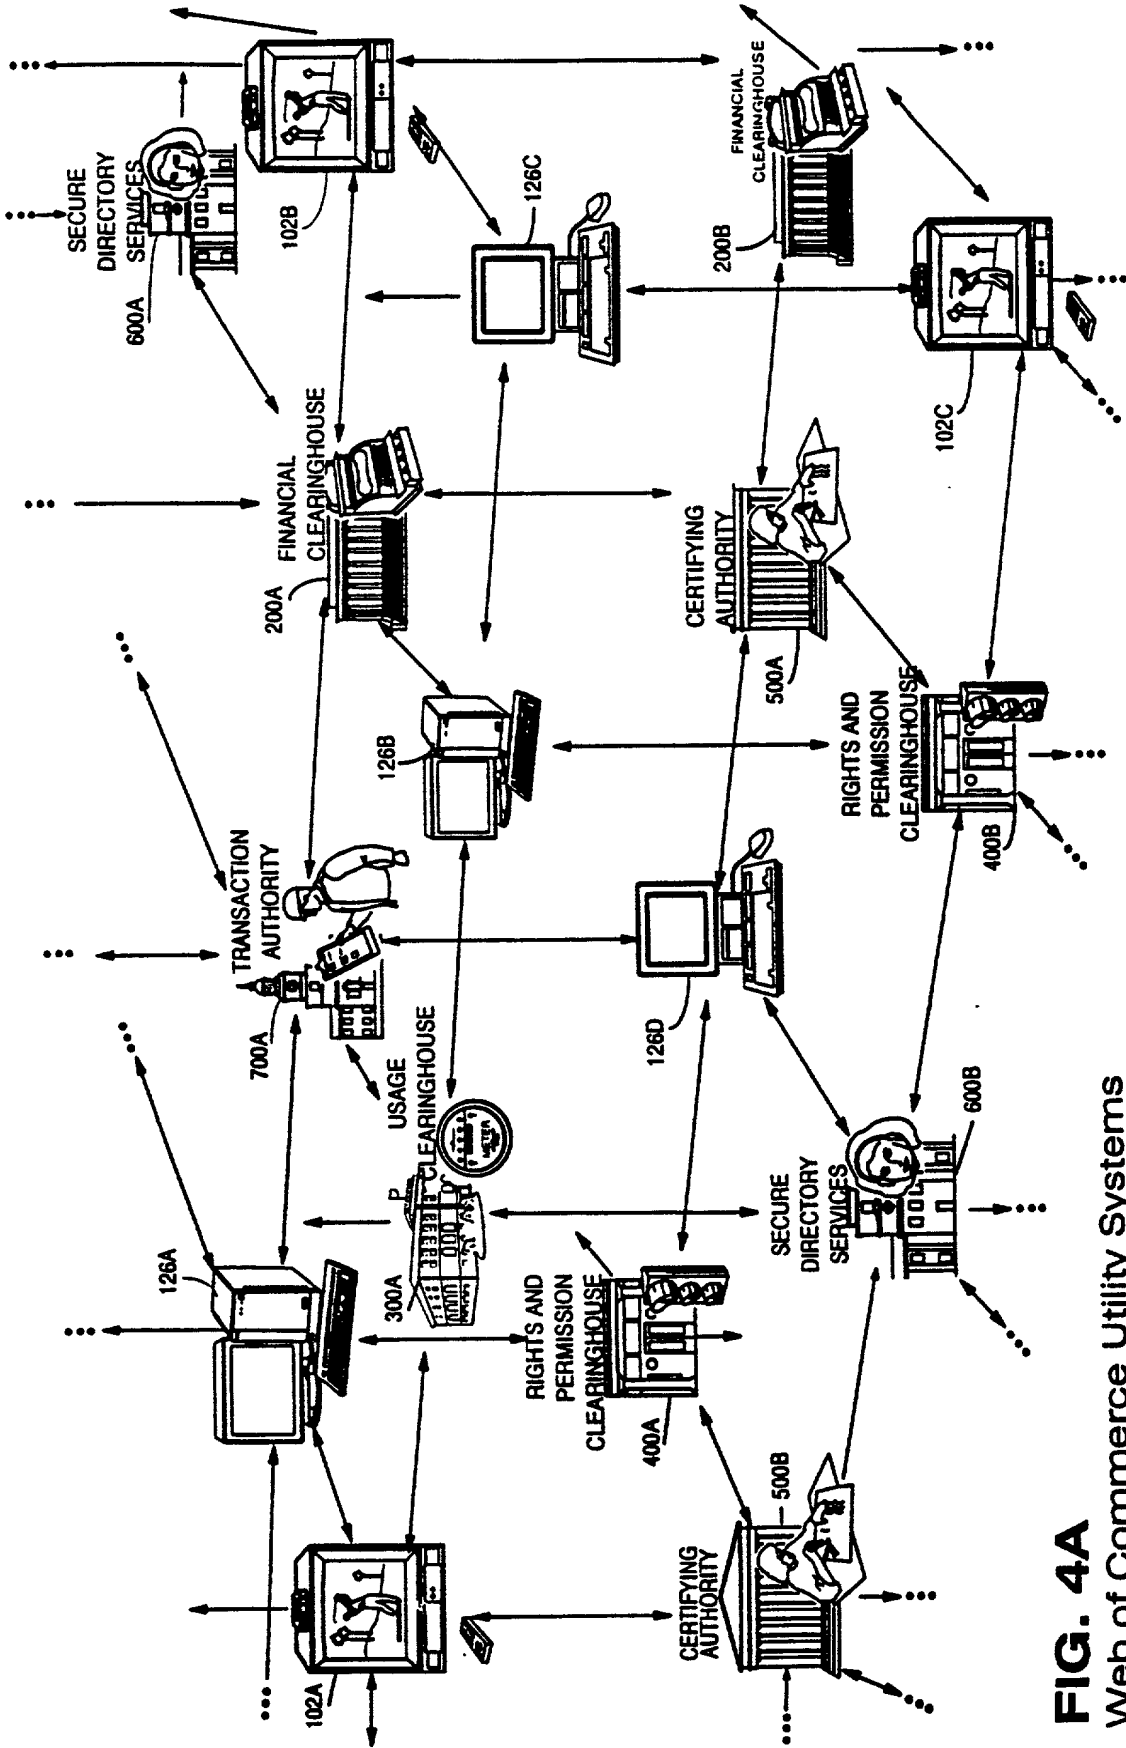 126A
102A
TRANSACTION
AUTHORITY
700A
USAGE
CLEARINGHOUSE
METER
P
300A
FINANCIAL
CLEARINGHOUSE
200A
SECURE
DIRECTORY
SERVICES
600A
102B
126B
126C
RIGHTS AND
PERMISSION
CLEARINGHOUSE
400A
126D
CERTIFYING
AUTHORITY
500A
FINANCIAL
CLEARINGHOUSE
200B
CERTIFYING
AUTHORITY
500B
SECURE
DIRECTORY
SERVICES
600B
RIGHTS AND
PERMISSION
CLEARINGHOUSE
400B
102C
FIG. 4A
Web of Commerce Utility Systems